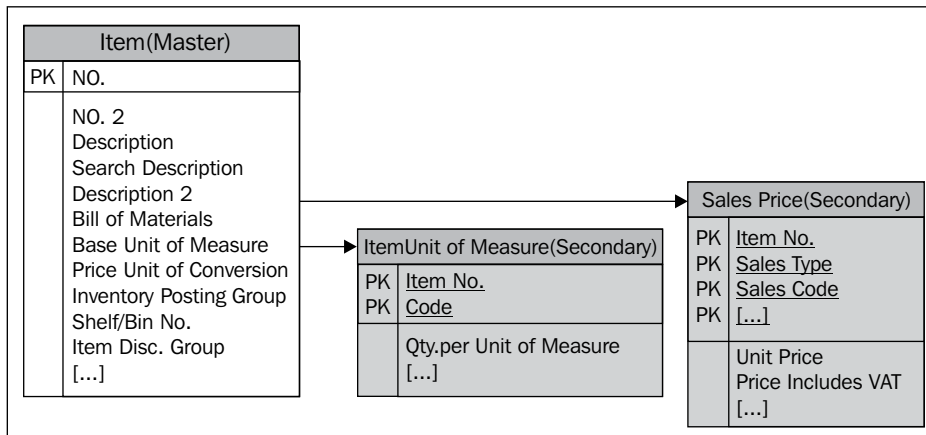 Item(Master)
PK NO.
NO. 2
Description
Search Description
Description 2
Bill of Materials
Base Unit of Measure
Price Unit of Conversion
Inventory Posting Group
Shelf/Bin No.
Item Disc. Group
[...]
ItemUnit of Measure(Secondary)
PK Item No.
PK Code
Qty.per Unit of Measure
[...]
Sales Price(Secondary)
PK Item No.
PK Sales Type
PK Sales Code
PK [...]
Unit Price
Price Includes VAT
[...]